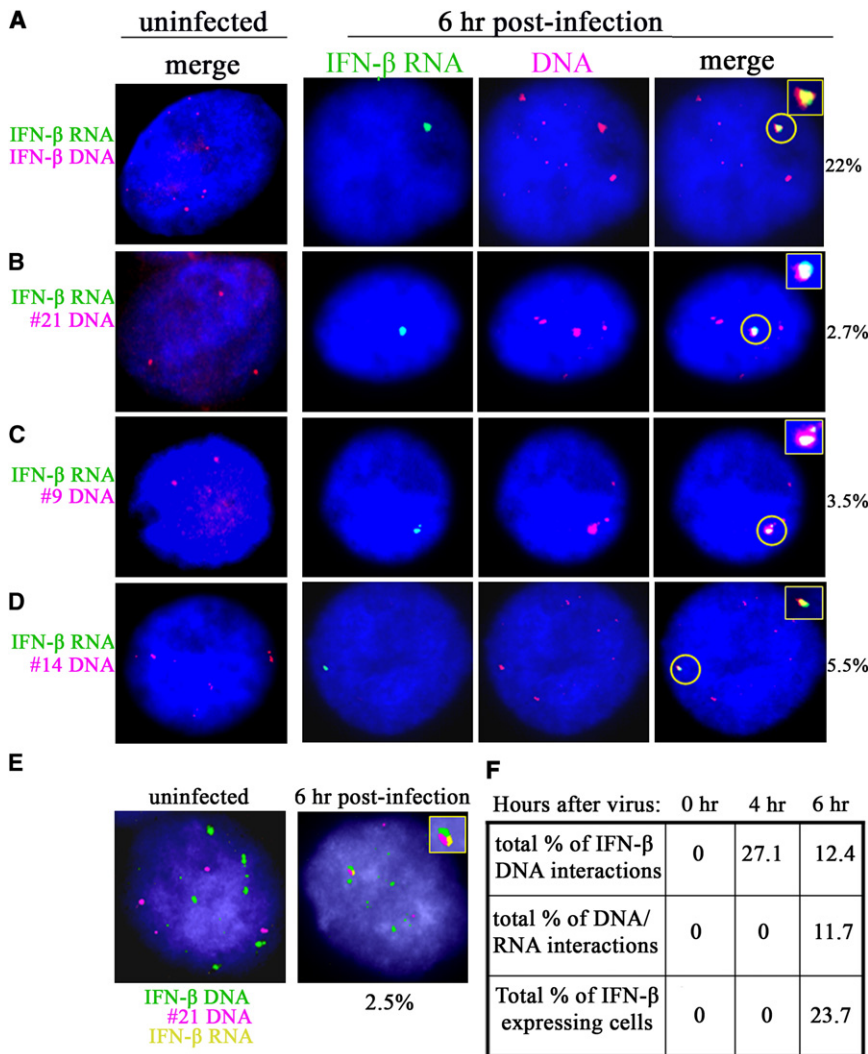 A
uninfected
6 hr post-infection
merge
IFN-β RNA
DNA
merge
IFN-β RNA
IFN-β DNA
22%
B
IFN-β RNA
#21 DNA
2.7%
C
IFN-β RNA
#9 DNA
3.5%
D
IFN-β RNA
#14 DNA
5.5%
E
uninfected
6 hr post-infection
IFN-β DNA
#21 DNA
IFN-β RNA
2.5%
F
Hours after virus: 0 hr 4 hr 6 hr
total % of IFN-β
DNA interactions
0 27.1 12.4
total % of DNA/
RNA interactions
0 0 11.7
Total % of IFN-β
expressing cells
0 0 23.7